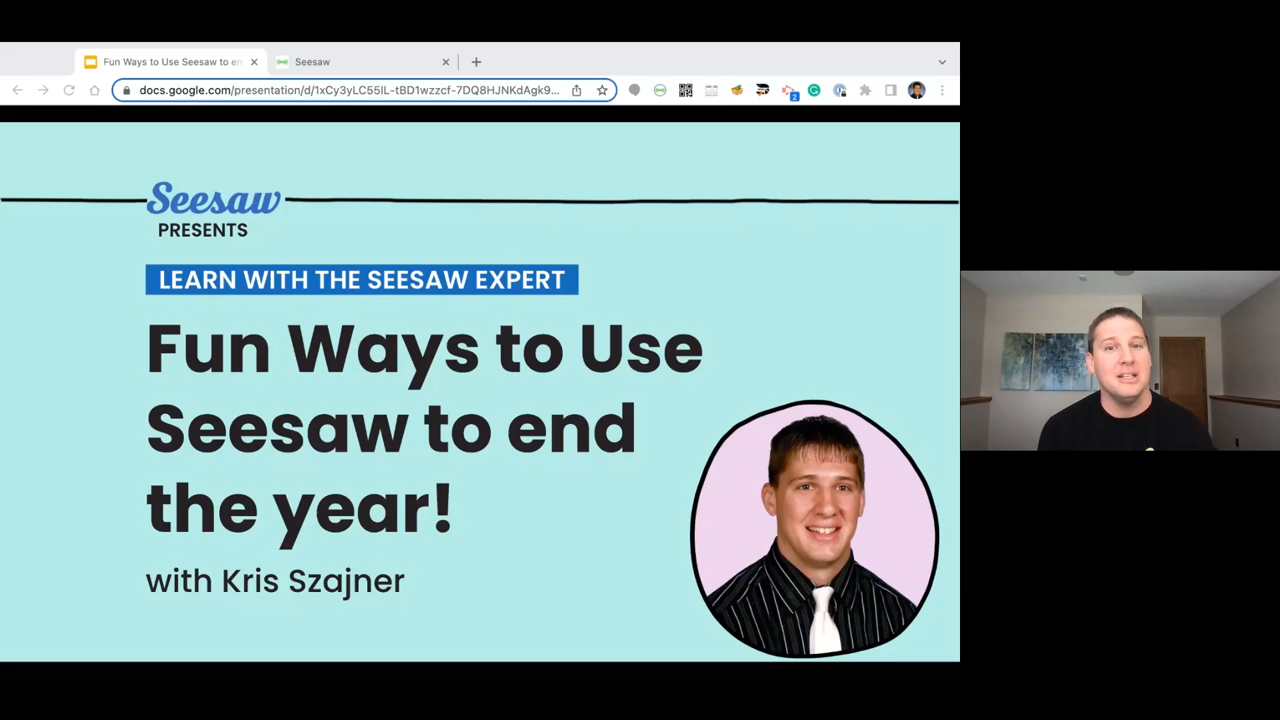 Fun Ways to Use Seesaw to en
Seesaw
docs.google.com/presentation/d/1xCy3yLC55IL-tBD1wzzcf-7DQ8HJNKdAgk9...
2
Seesaw
PRESENTS
LEARN WITH THE SEESAW EXPERT
Fun Ways to Use
Seesaw to end
the year!
with Kris Szajner